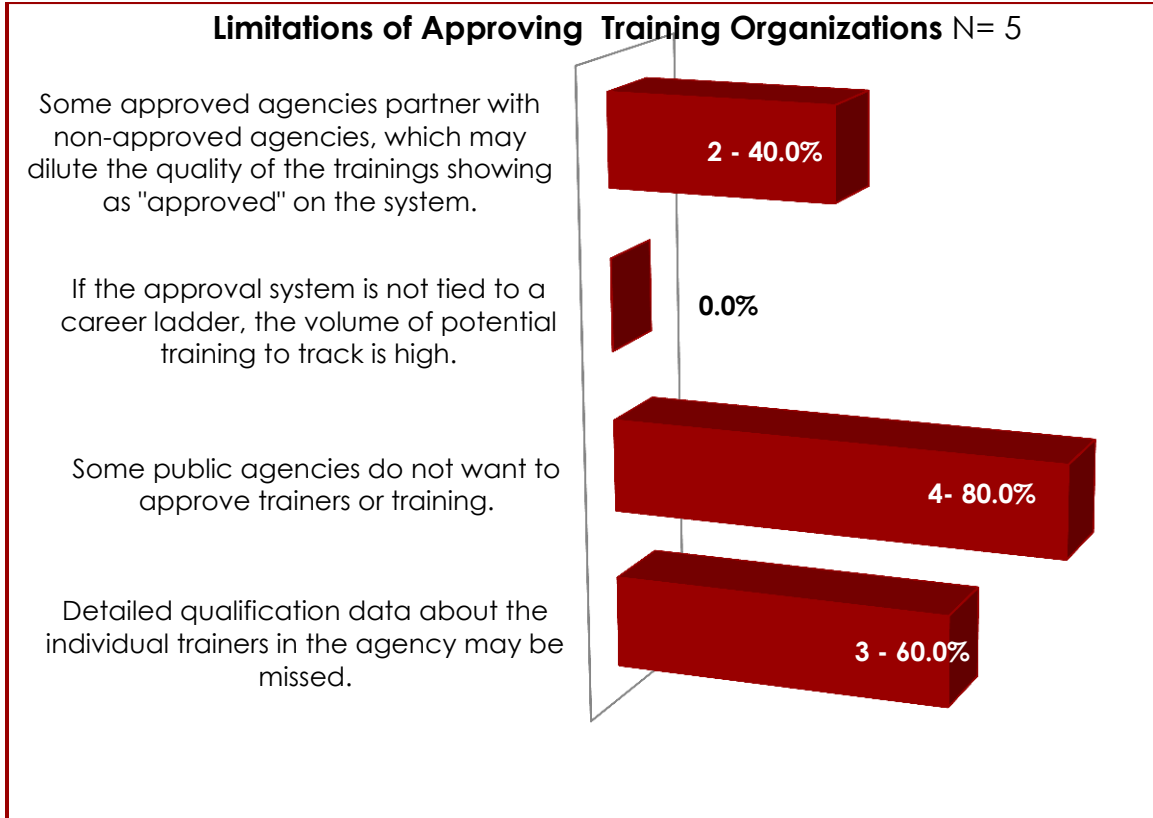 Limitations of Approving Training Organizations N= 5
Some approved agencies partner with
non-approved agencies, which may
dilute the quality of the trainings showing
as "approved" on the system.
2 - 40.0%
If the approval system is not tied to a
career ladder, the volume of potential
training to track is high.
0.0%
Some public agencies do not want to
approve trainers or training.
4- 80.0%
Detailed qualification data about the
individual trainers in the agency may be
missed.
3 - 60.0%